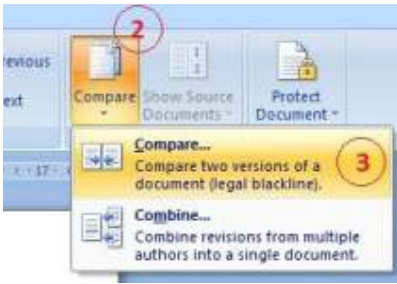 2
revious
ext
Compare
Show Source
Documents
Protect
Document
17
Compare...
Compare two versions of a
document (legal blackline).
3
Combine...
Combine revisions from multiple
authors into a single document.